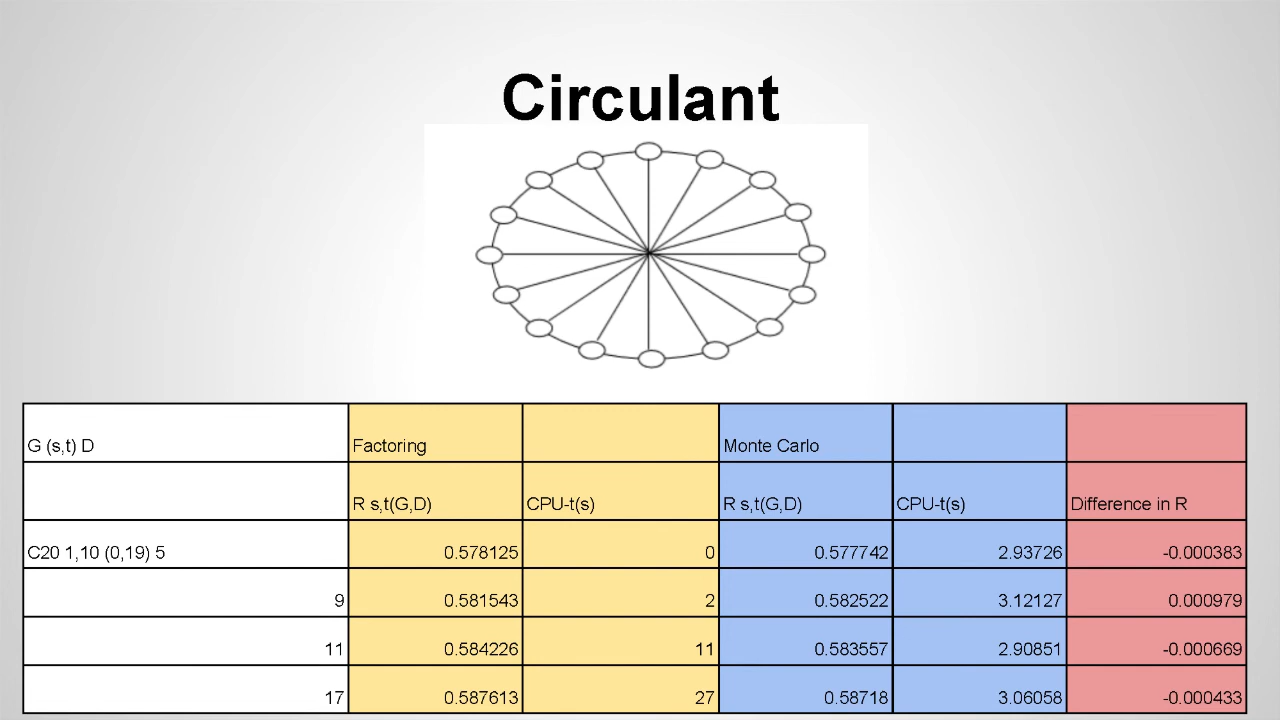 Circulant
G (s,t) D Factoring Monte Carlo
R s,t(G,D) CPU-t(s) R s,t(G,D) CPU-t(s) Difference in R
C20 1,10 (0,19) 5 0.578125 0 0.577742 2.93726 -0.000383
9 0.581543 2 0.582522 3.12127 0.000979
11 0.584226 11 0.583557 2.90851 -0.000669
17 0.587613 27 0.58718 3.06058 -0.000433